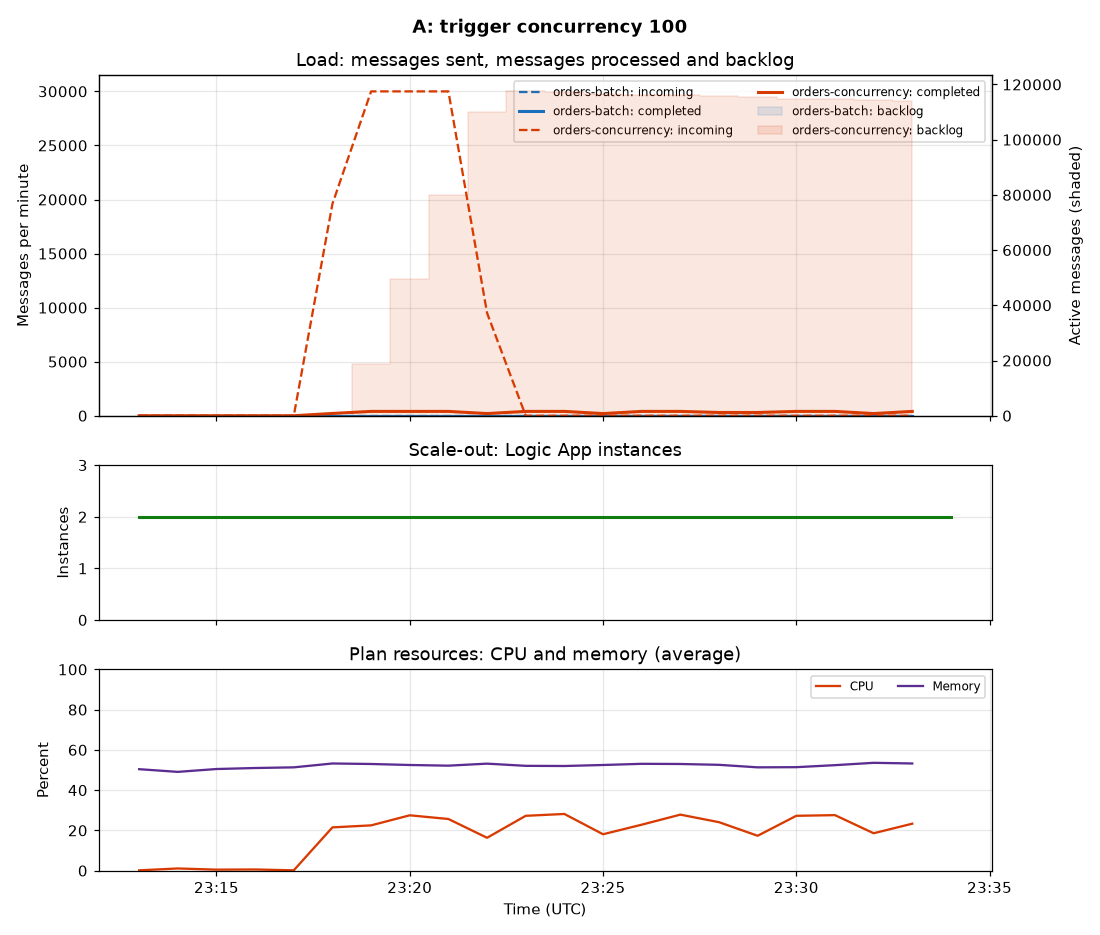 A: trigger concurrency 100
Load: messages sent, messages processed and backlog
Messages per minute
30000
25000
20000
15000
10000
5000
0
orders-batch: incoming
orders-batch: completed
orders-concurrency: incoming
orders-concurrency: completed
orders-batch: backlog
orders-concurrency: backlog
120000
100000
80000
60000
40000
20000
0
Active messages (shaded)
Scale-out: Logic App instances
Instances
3
2
1
0
Plan resources: CPU and memory (average)
Percent
100
80
60
40
20
0
CPU
Memory
23:15
23:20
23:25
23:30
23:35
Time (UTC)